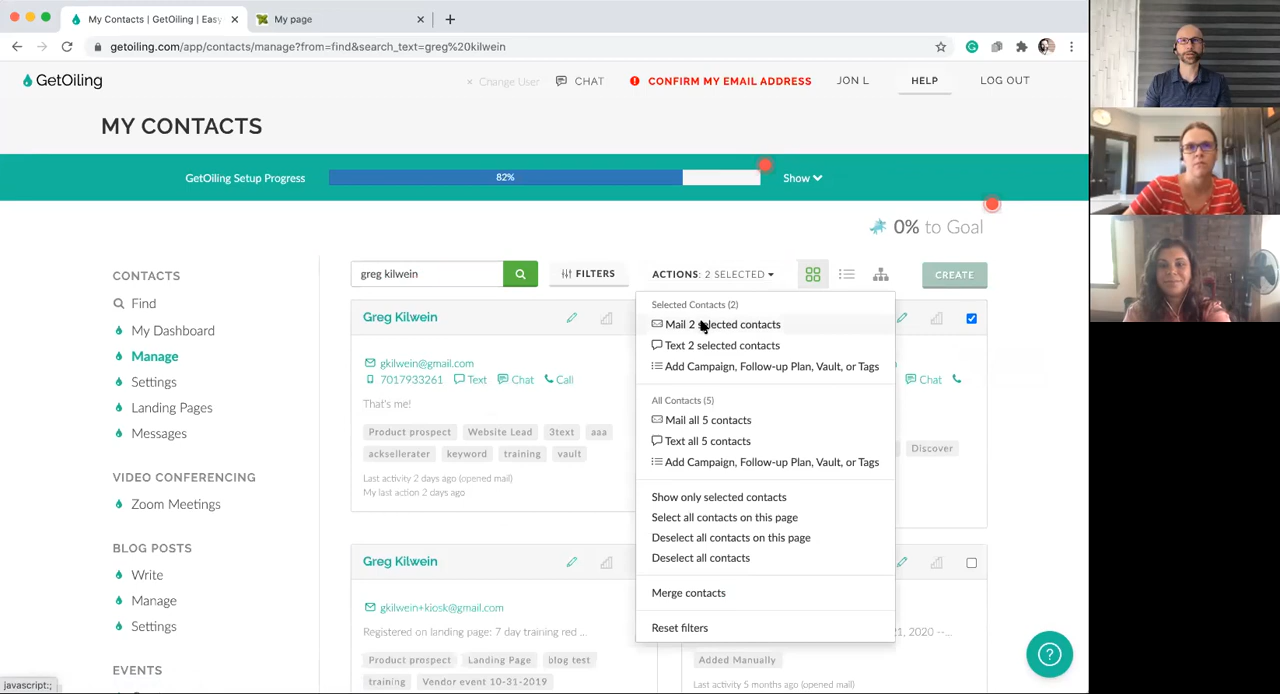 My Contacts | GetOiling | Easy
My page
getoiling.com/app/contacts/manage?from=find&search_text=greg%20kilwein
GetOiling
× Change User
CHAT
CONFIRM MY EMAIL ADDRESS
JON L
HELP
LOG OUT
MY CONTACTS
GetOiling Setup Progress
82%
Show
0% to Goal
CONTACTS
Find
My Dashboard
Manage
Settings
Landing Pages
Messages
VIDEO CONFERENCING
Zoom Meetings
BLOG POSTS
Write
Manage
Settings
EVENTS
greg kilwein
FILTERS
ACTIONS: 2 SELECTED
CREATE
Greg Kilwein
gkilwein@gmail.com
7017933261 Text Chat Call
That's me!
Product prospect Website Lead 3text aaa
acksellerater keyword training vault
Last activity 2 days ago (opened mail)
My last action 2 days ago
Greg Kilwein
gkilwein+kiosk@gmail.com
Registered on landing page: 7 day training red ...
Product prospect Landing Page blog test
training Vendor event 10-31-2019
Selected Contacts (2)
Mail 2 selected contacts
Text 2 selected contacts
Add Campaign, Follow-up Plan, Vault, or Tags
All Contacts (5)
Mail all 5 contacts
Text all 5 contacts
Add Campaign, Follow-up Plan, Vault, or Tags
Show only selected contacts
Select all contacts on this page
Deselect all contacts on this page
Deselect all contacts
Merge contacts
Reset filters
Chat
Discover
21, 2020 --...
Added Manually
Last activity 5 months ago (opened mail)
javascript:;